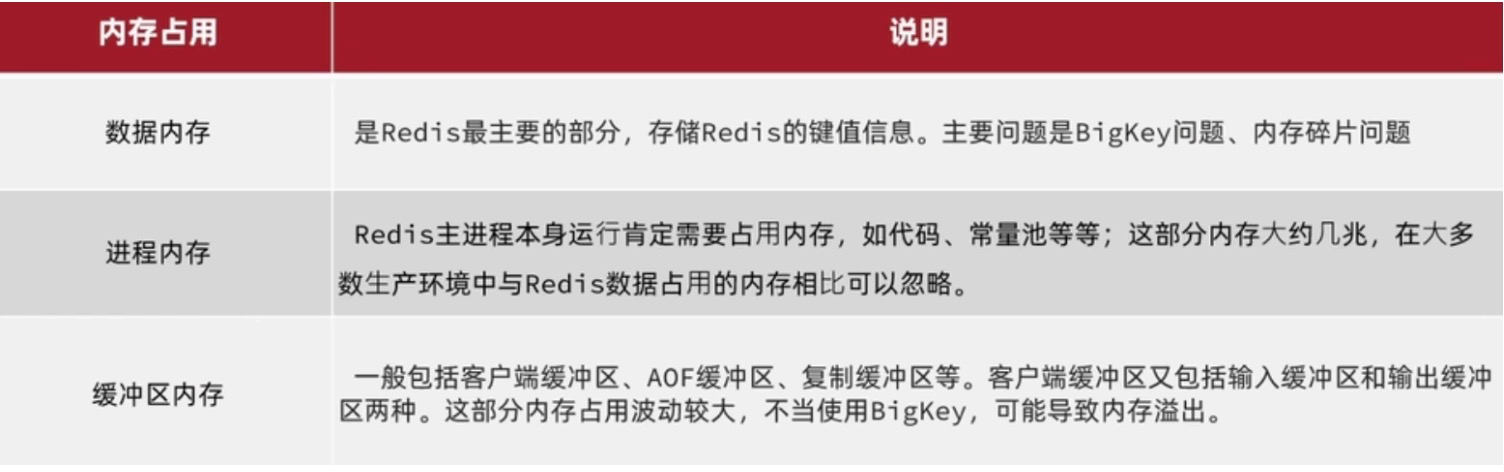 内存占用
说明
数据内存
是Redis最主要的部分，存储Redis的键值信息。主要问题是BigKey问题、内存碎片问题
进程内存
Redis主进程本身运⾏肯定需要占⽤内存，如代码、常量池等等；这部分内存⼤约⼏兆，在⼤多
数⽣产环境中与Redis数据占⽤的内存相⽐可以忽略。
缓冲区内存
一般包括客户端缓冲区、AOF缓冲区、复制缓冲区等。客户端缓冲区又包括输入缓冲区和输出缓冲
区两种。这部分内存占用波动较大，不当使用BigKey，可能导致内存溢出。